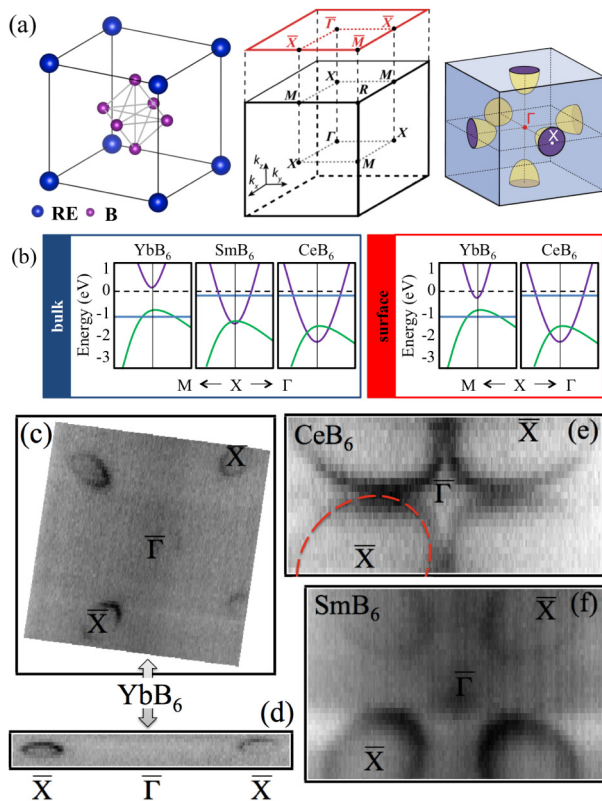 (a)
Γ̅
X̅
X̅
M̅
X
M
M
R
Γ
X
X
M
k_z
k_y
k_x
Γ
X
RE
B
(b)
bulk
YbB₆
SmB₆
CeB₆
Energy (eV)
1
0
-1
-2
-3
M ← X → Γ
surface
YbB₆
CeB₆
Energy (eV)
1
0
-1
-2
-3
M ← X → Γ
(c)
X̅
Γ̅
X̅
YbB₆
(d)
X̅
Γ̅
X̅
CeB₆
X̅
(e)
Γ̅
X̅
SmB₆
X̅
(f)
Γ̅
X̅